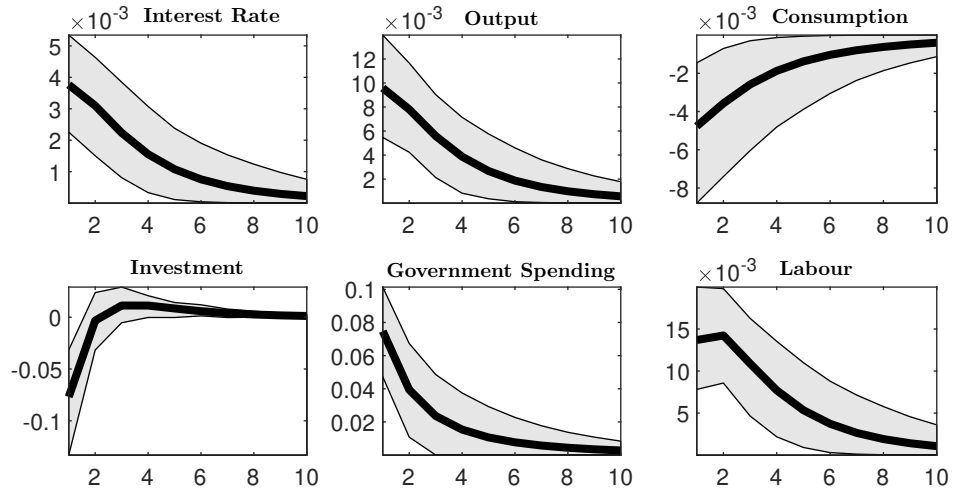 ×10⁻³ Interest Rate
5
4
3
2
1
2 4 6 8 10
×10⁻³ Output
12
10
8
6
4
2
2 4 6 8 10
×10⁻³ Consumption
-2
-4
-6
-8
2 4 6 8 10
Investment
0
-0.05
-0.1
2 4 6 8 10
Government Spending
0.1
0.08
0.06
0.04
0.02
2 4 6 8 10
×10⁻³ Labour
15
10
5
2 4 6 8 10